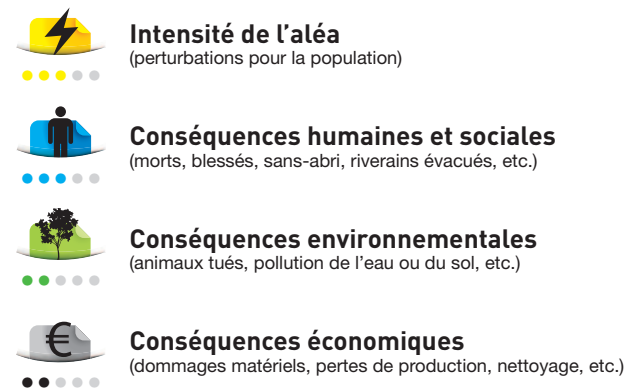 Intensité de l’aléa
(perturbations pour la population)
Conséquences humaines et sociales
(morts, blessés, sans-abri, riverains évacués, etc.)
Conséquences environnementales
(animaux tués, pollution de l’eau ou du sol, etc.)
€
Conséquences économiques
(dommages matériels, pertes de production, nettoyage, etc.)